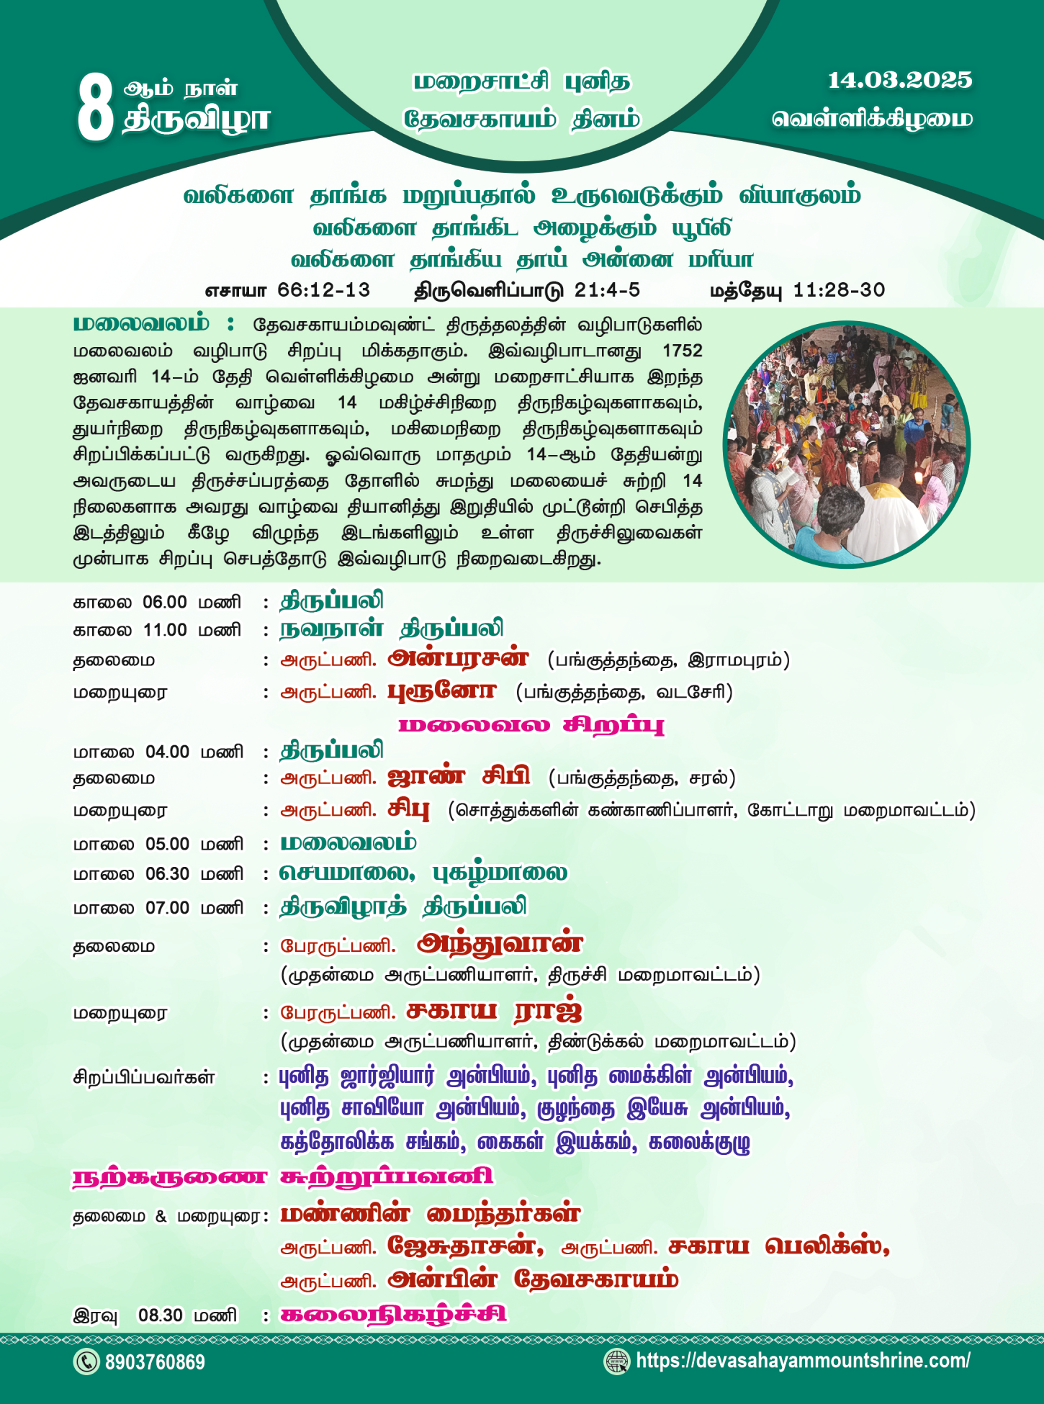 8 ஆம் நாள்
திருவிழா
மறைசாட்சி புனித
தேவசகாயம் தினம்
14.03.2025
வெள்ளிக்கிழமை
வலிகளை தாங்க மறுப்பதால் உருவெடுக்கும் வியாகுலம்
வலிகளை தாங்கிட அழைக்கும் யூபிலி
வலிகளை தாங்கிய தாய் அன்னை மரியா
எசாயா 66:12-13 திருவெளிப்பாடு 21:4-5 மத்தேயு 11:28-30
மலைவலம் : தேவசகாயம்மவுண்ட் திருத்தலத்தின் வழிபாடுகளில்
மலைவலம் வழிபாடு சிறப்பு மிக்கதாகும். இவ்வழிபாடானது 1752
ஜனவரி 14-ம் தேதி வெள்ளிக்கிழமை அன்று மறைசாட்சியாக இறந்த
தேவசகாயத்தின் வாழ்வை 14 மகிழ்ச்சிநிறை திருநிகழ்வுகளாகவும்,
துயர்நிறை திருநிகழ்வுகளாகவும், மகிமைநிறை திருநிகழ்வுகளாகவும்
சிறப்பிக்கப்பட்டு வருகிறது. ஓவ்வொரு மாதமும் 14-ஆம் தேதியன்று
அவருடைய திருச்சப்பரத்தை தோளில் சுமந்து மலையைச் சுற்றி 14
நிலைகளாக அவரது வாழ்வை தியானித்து இறுதியில் முட்டூன்றி செபித்த
இடத்திலும் கீழே விழுந்த இடங்களிலும் உள்ள திருச்சிலுவைகள்
முன்பாக சிறப்பு செபத்தோடு இவ்வழிபாடு நிறைவடைகிறது.
காலை 06.00 மணி : திருப்பலி
காலை 11.00 மணி : நவநாள் திருப்பலி
தலைமை : அருட்பணி. அன்பரசன் (பங்குத்தந்தை, இராமபுரம்)
மறையுரை : அருட்பணி. புரூனோ (பங்குத்தந்தை, வடசேரி)
மலைவல சிறப்பு
மாலை 04.00 மணி : திருப்பலி
தலைமை : அருட்பணி. ஜாண் சிபி (பங்குத்தந்தை, சரல்)
மறையுரை : அருட்பணி. சிபு (சொத்துக்களின் கண்காணிப்பாளர், கோட்டாறு மறைமாவட்டம்)
மாலை 05.00 மணி : மலைவலம்
மாலை 06.30 மணி : செபமாலை, புகழ்மாலை
மாலை 07.00 மணி : திருவிழாத் திருப்பலி
தலைமை : பேரருட்பணி. அந்துவான்
(முதன்மை அருட்பணியாளர், திருச்சி மறைமாவட்டம்)
மறையுரை : பேரருட்பணி. சகாய ராஜ்
(முதன்மை அருட்பணியாளர், திண்டுக்கல் மறைமாவட்டம்)
சிறப்பிப்பவர்கள் : புனித ஜார்ஜியார் அன்பியம், புனித மைக்கிள் அன்பியம்,
புனித சாவியோ அன்பியம், குழந்தை இயேசு அன்பியம்,
கத்தோலிக்க சங்கம், கைகள் இயக்கம், கலைக்குழு
நற்கருணை சுற்றுப்பவனி
தலைமை & மறையுரை : மண்ணின் மைந்தர்கள்
அருட்பணி. ஜேசுதாசன், அருட்பணி. சகாய பெலிக்ஸ்,
அருட்பணி. அன்பின் தேவசகாயம்
இரவு 08.30 மணி : கலைநிகழ்ச்சி
8903760869
https://devasahayammountshrine.com/